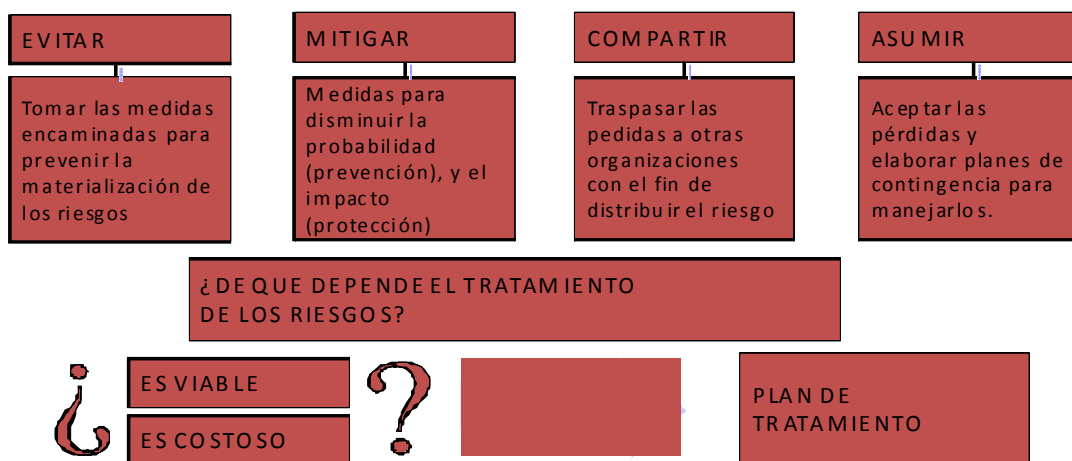 EVITAR
Tomar las medidas
encaminadas para
prevenir la
materialización de
los riesgos
MITIGAR
Medidas para
disminuir la
probabilidad
(prevención), y el
impacto
(protección)
COMPARTIR
Traspasar las
pedidas a otras
organizaciones
con el fin de
distribuir el riesgo
ASUMIR
Aceptar las
pérdidas y
elaborar planes de
contingencia para
manejarlos.
¿DE QUE DEPENDE EL TRATAMIENTO
DE LOS RIESGOS?
¿
ES VIABLE
ES COSTOSO
?
PLAN DE
TRATAMIENTO